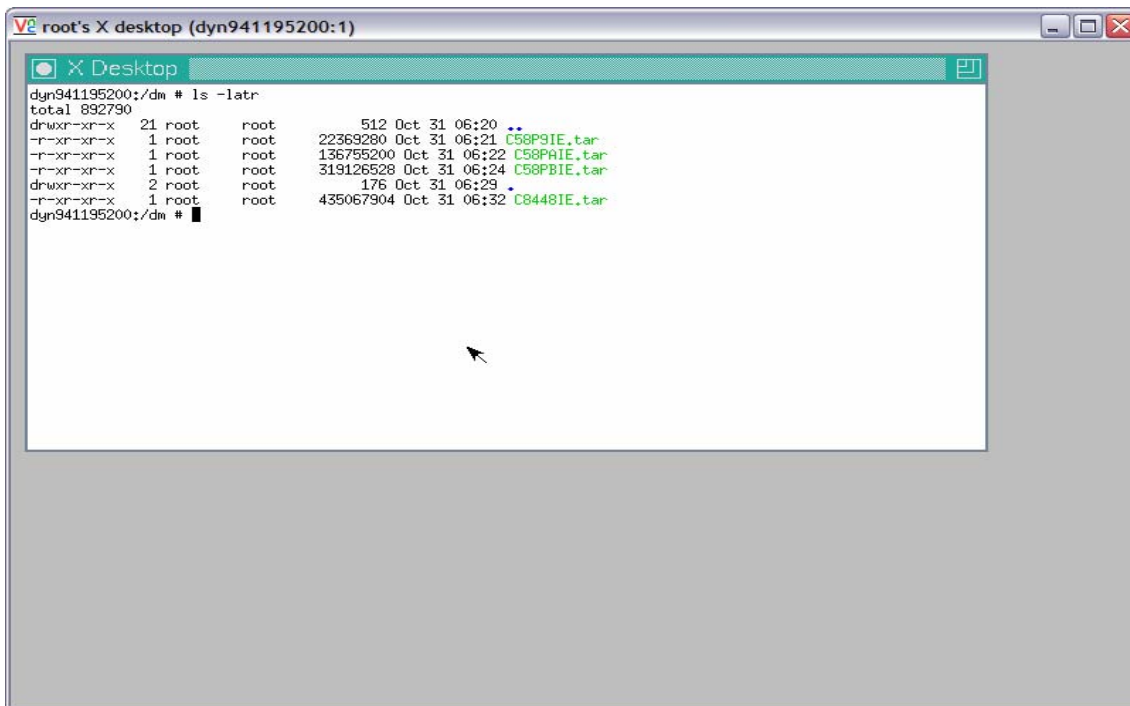 V2 root's X desktop (dyn941195200:1)
X Desktop
dyn941195200:/dm # ls -latr
total 892790
drwxr-xr-x 21 root root 512 Oct 31 06:20 ..
-r-xr-xr-x 1 root root 22369280 Oct 31 06:21 C58P9IE.tar
-r-xr-xr-x 1 root root 136755200 Oct 31 06:22 C58PAIE.tar
-r-xr-xr-x 1 root root 319126528 Oct 31 06:24 C58PBIE.tar
drwxr-xr-x 2 root root 176 Oct 31 06:29 .
-r-xr-xr-x 1 root root 435067904 Oct 31 06:32 C8448IE.tar
dyn941195200:/dm #